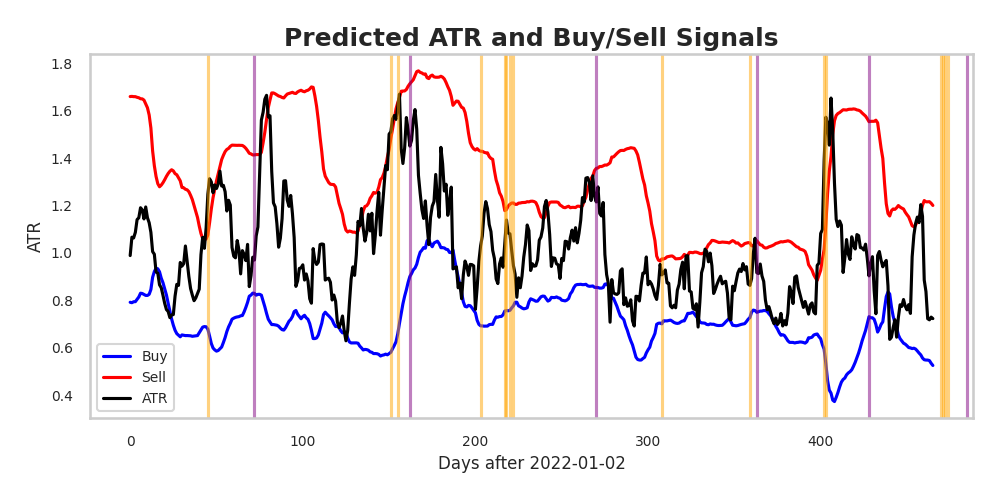 Predicted ATR and Buy/Sell Signals
1.8
1.6
1.4
1.2
1.0
0.8
0.6
0.4
ATR
Buy
Sell
ATR
0
100
200
300
400
Days after 2022-01-02